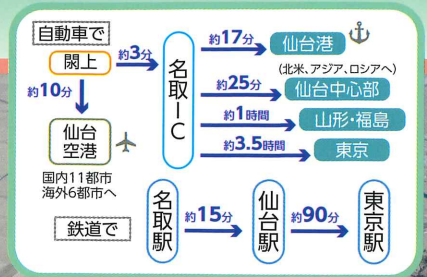 自動車で
閖上
約3分
約10分
仙台
空港
国内11都市
海外6都市へ
名取IC
約17分
仙台港
(北米、アジア、ロシアへ)
約25分
仙台中心部
約1時間
山形・福島
約3.5時間
東京
鉄道で
名取駅
約15分
仙台駅
約90分
東京駅